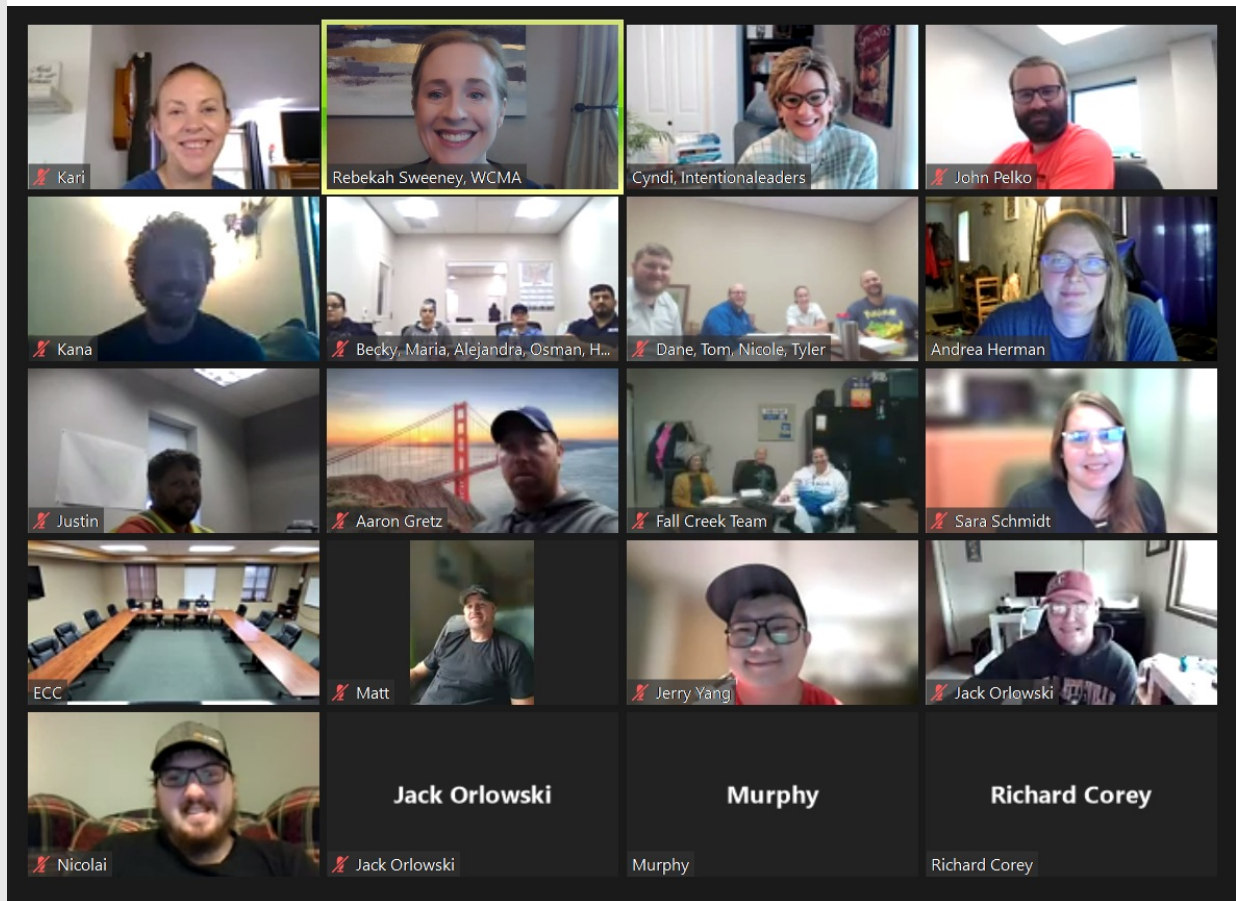 Kari
Rebekah Sweeney, WCMA
Cyndi, Intentionaleaders
John Pelko
Kana
Becky, Maria, Alejandra, Osman, H...
Dane, Tom, Nicole, Tyler
Andrea Herman
Justin
Aaron Gretz
Fall Creek Team
Sara Schmidt
ECC
Matt
Jerry Yang
Jack Orlowski
Nicolai
Jack Orlowski
Jack Orlowski
Murphy
Murphy
Richard Corey
Richard Corey